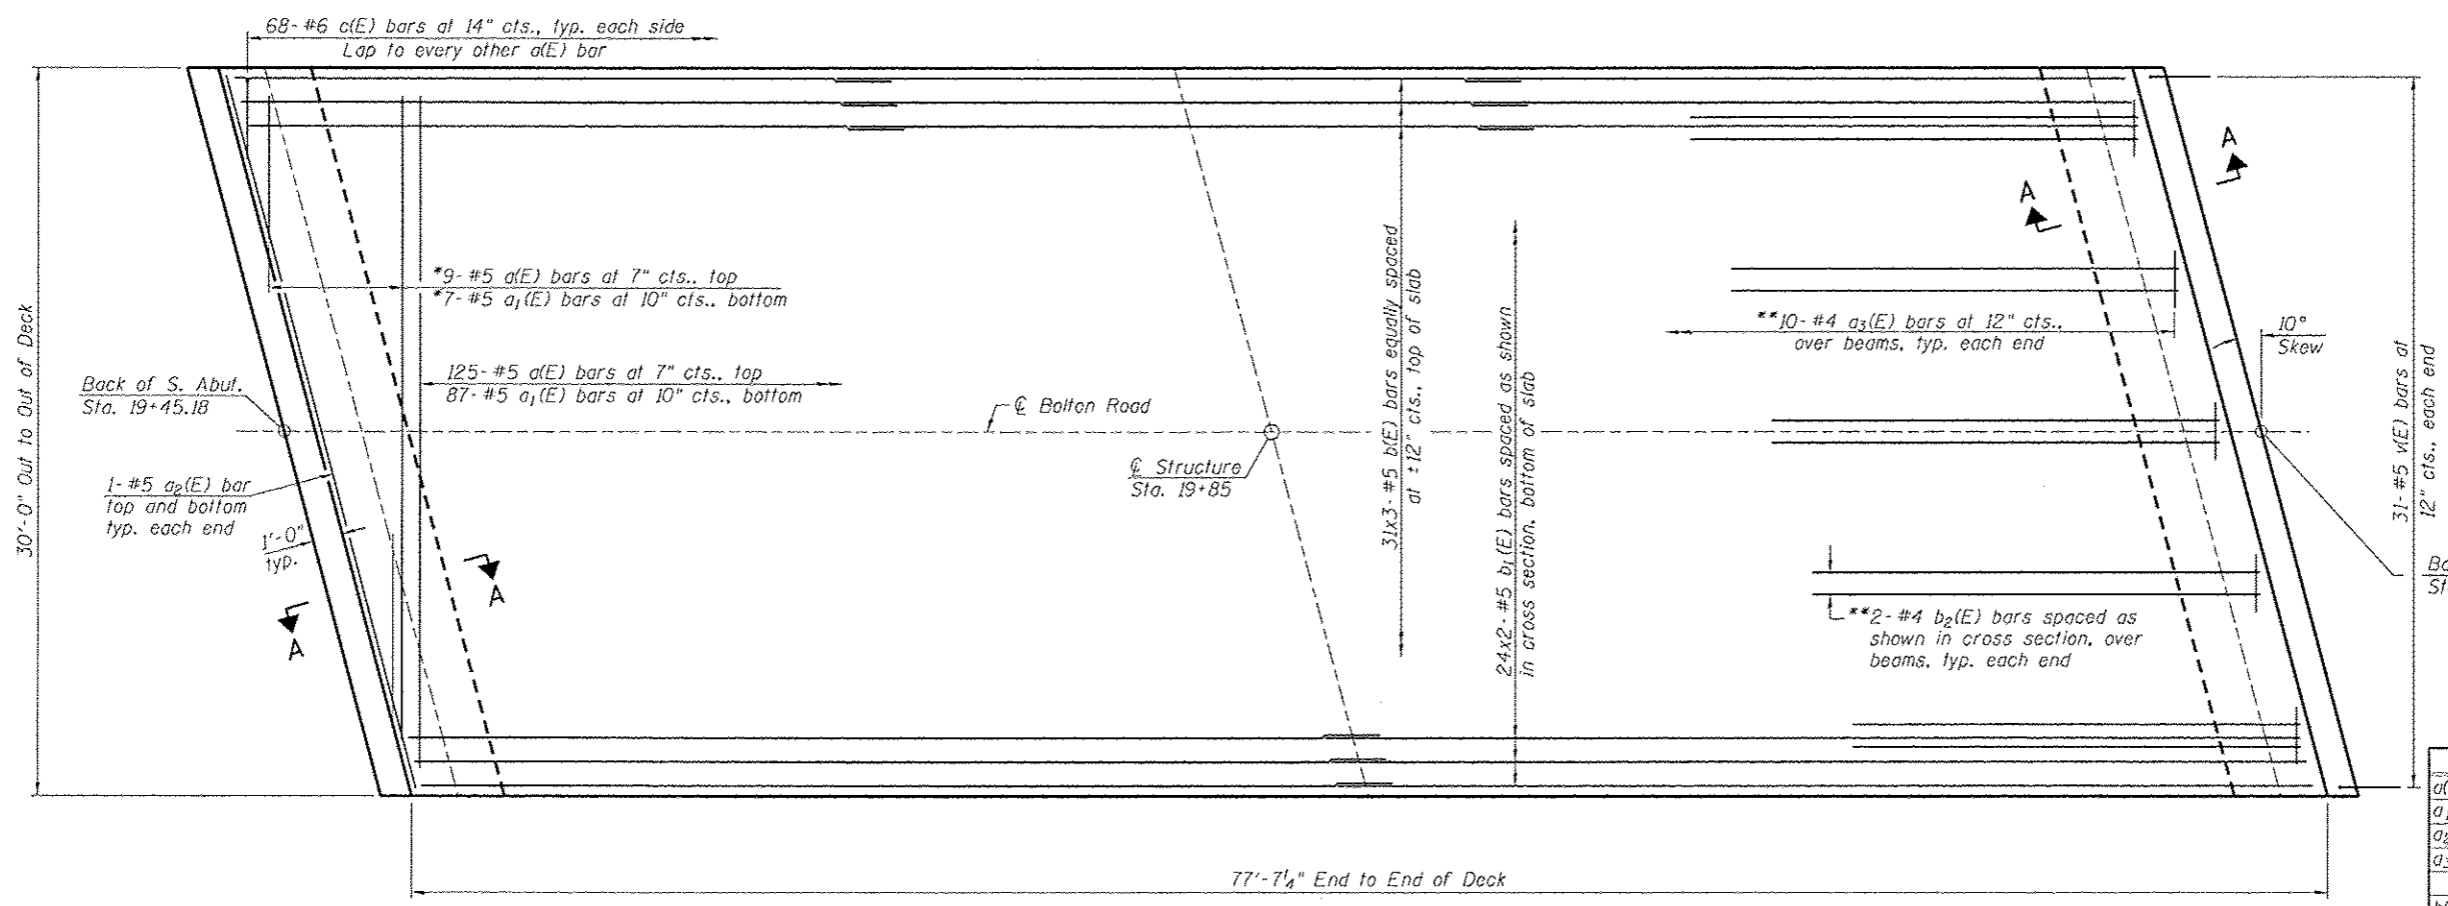 68- #6 c(E) bars at 14" cts., typ. each side
Lap to every other a(E) bar
30'-0" Out to Out of Deck
Back of S. Abut.
Sta. 19+45.18
1- #5 a₂(E) bar
top and bottom
typ. each end
1'-0"
typ.
A
A
*9- #5 a(E) bars at 7" cts., top
*7- #5 a₁(E) bars at 10" cts., bottom
125- #5 a(E) bars at 7" cts., top
87- #5 a₁(E) bars at 10" cts., bottom
℄ Bolton Road
℄ Structure
Sta. 19+85
31x3- #5 b(E) bars equally spaced
at ±12" cts., top of slab
24x2- #5 b₁(E) bars spaced as shown
in cross section, bottom of slab
A
A
**10- #4 a₃(E) bars at 12" cts.,
over beams, typ. each end
10°
Skew
**2- #4 b₂(E) bars spaced as
shown in cross section, over
beams, typ. each end
31- #5 v(E) bars at
12" cts., each end
77'-7¼" End to End of Deck